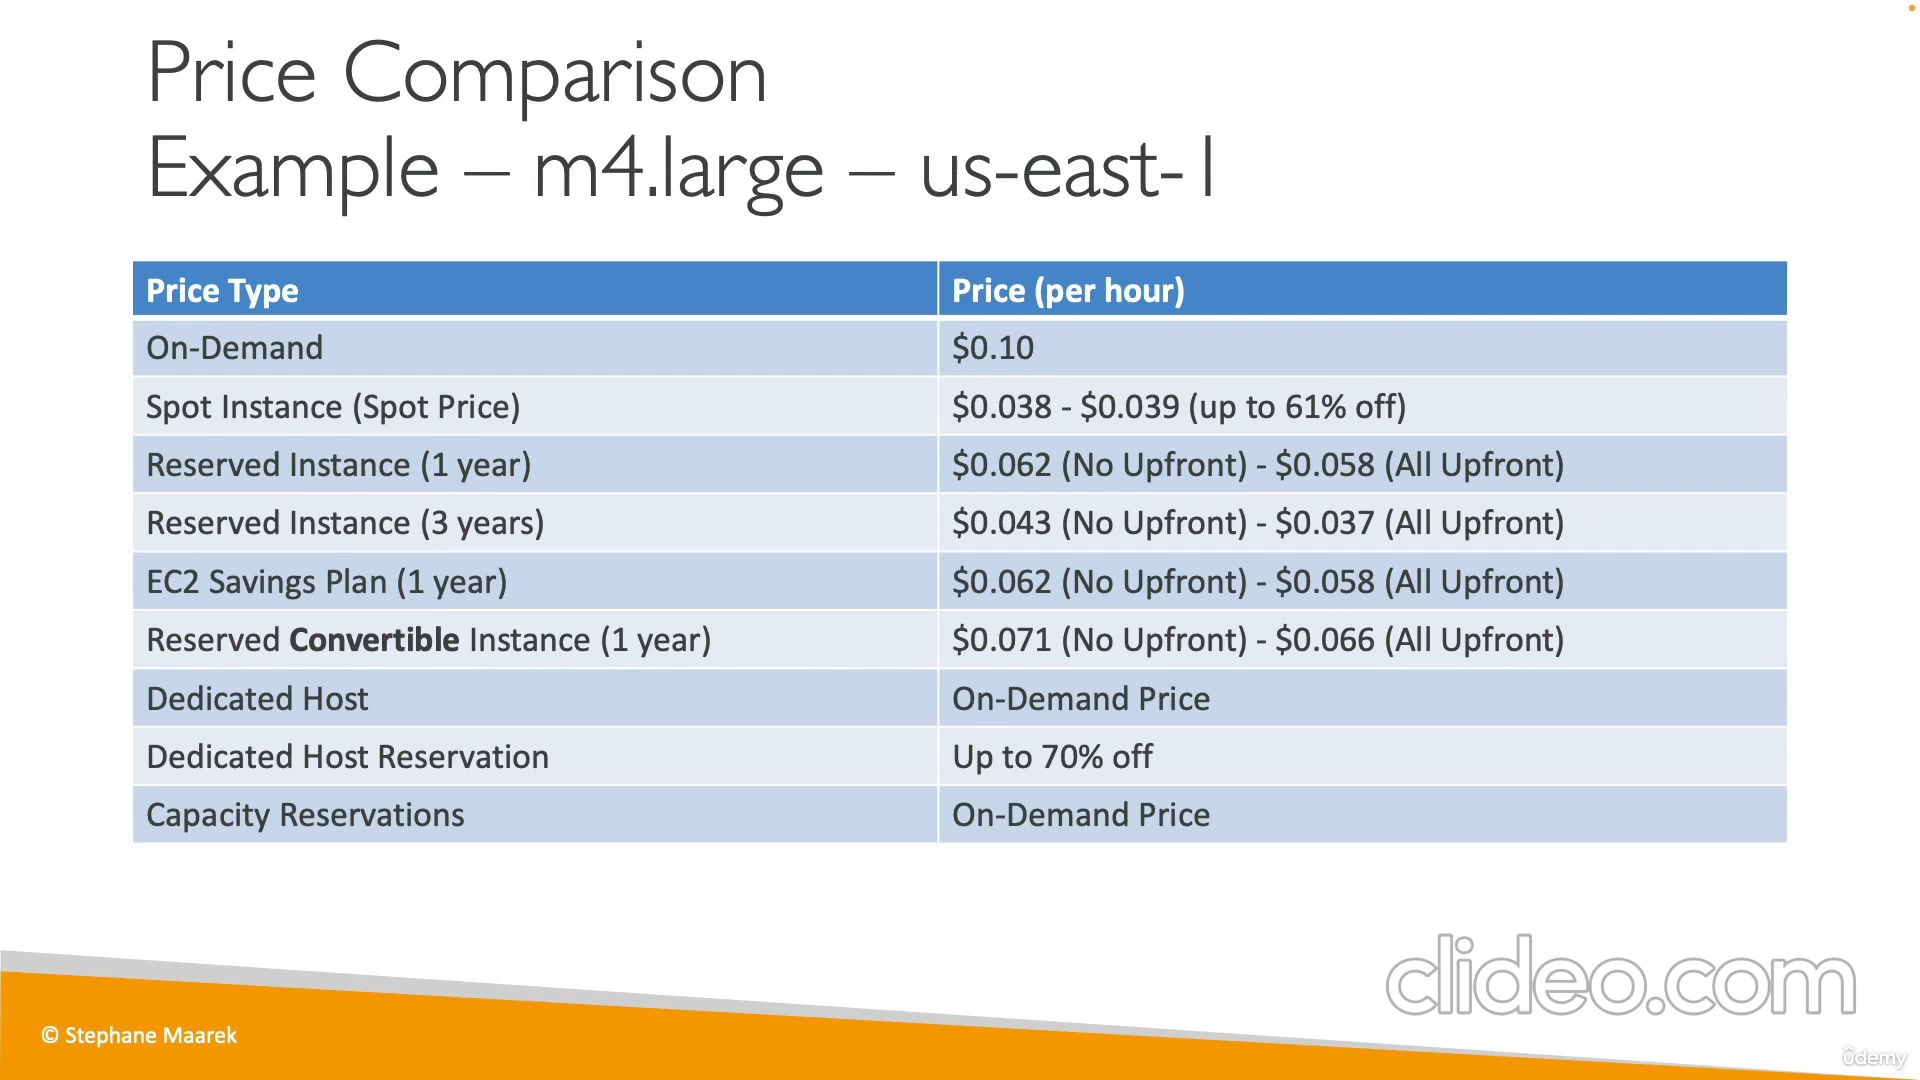 Price Comparison
Example – m4.large – us-east-1
Price Type Price (per hour)
On-Demand $0.10
Spot Instance (Spot Price) $0.038 - $0.039 (up to 61% off)
Reserved Instance (1 year) $0.062 (No Upfront) - $0.058 (All Upfront)
Reserved Instance (3 years) $0.043 (No Upfront) - $0.037 (All Upfront)
EC2 Savings Plan (1 year) $0.062 (No Upfront) - $0.058 (All Upfront)
Reserved Convertible Instance (1 year) $0.071 (No Upfront) - $0.066 (All Upfront)
Dedicated Host On-Demand Price
Dedicated Host Reservation Up to 70% off
Capacity Reservations On-Demand Price
clideo.com
© Stephane Maarek
ûdemy